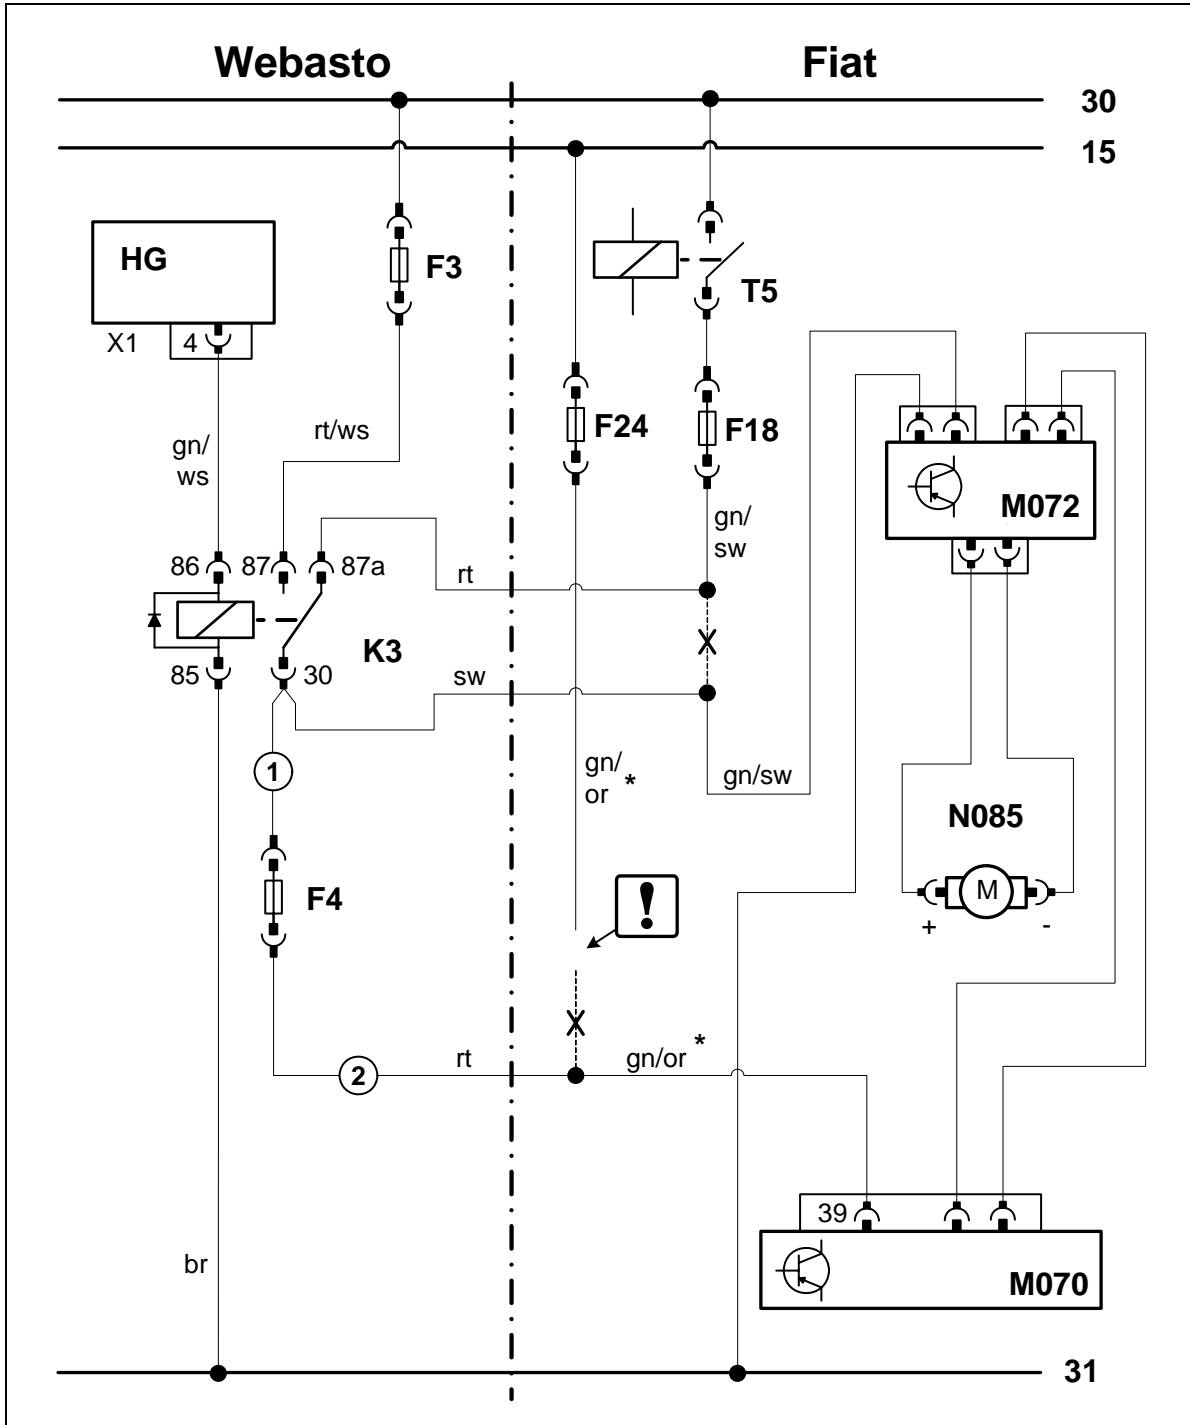 Webasto
Fiat
30
15
HG
F3
T5
X1
4
rt/ws
F24
F18
gn/
ws
M072
gn/
sw
86
87
87a
rt
K3
85
30
sw
1
gn/
or *
gn/sw
N085
F4
!
M
+
-
2
rt
gn/or *
39
M070
br
31